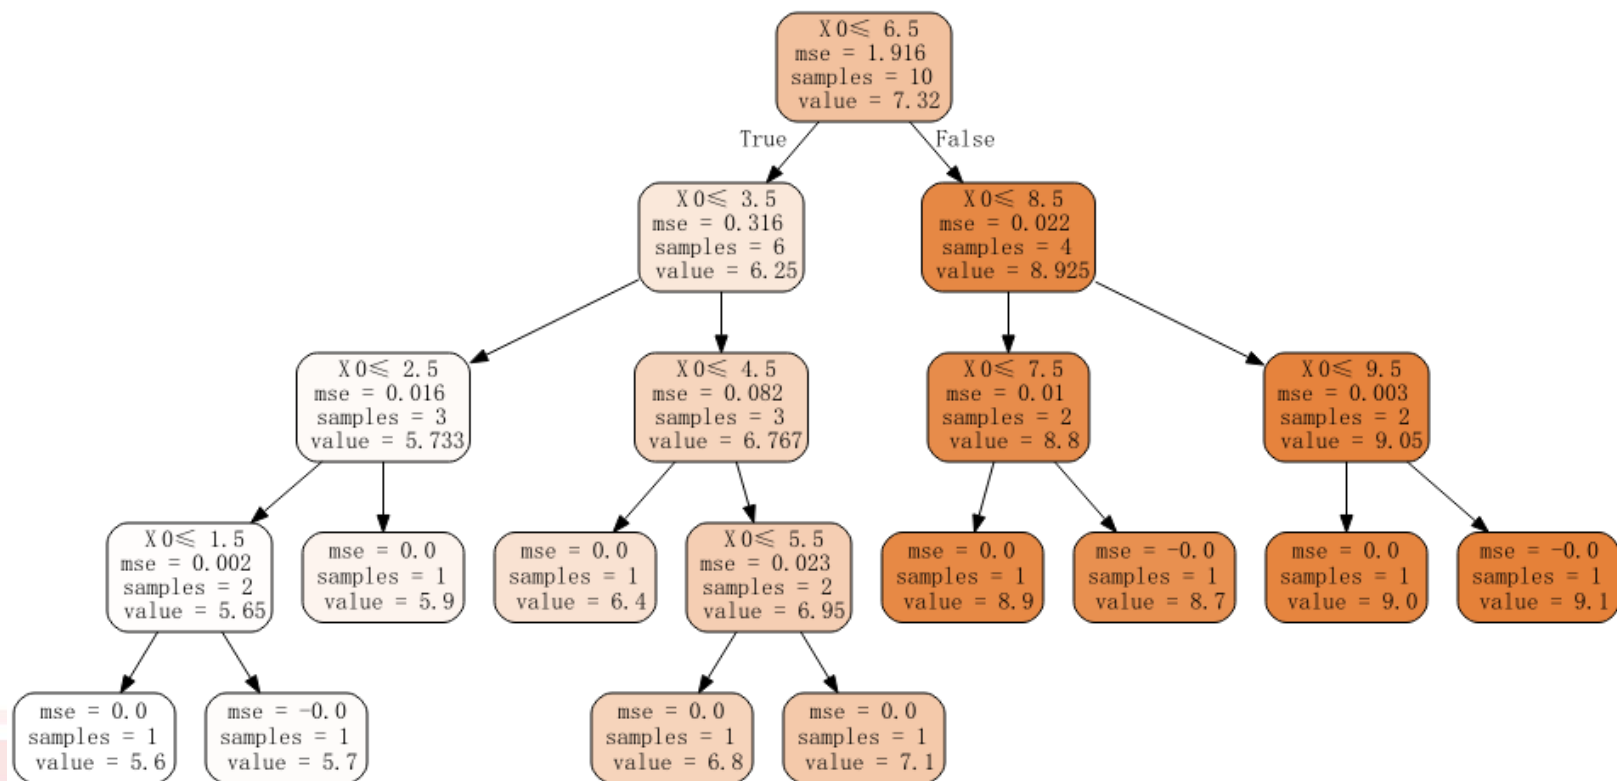 X0≤ 6.5
mse = 1.916
samples = 10
value = 7.32
True
False
X0≤ 3.5
mse = 0.316
samples = 6
value = 6.25
X0≤ 8.5
mse = 0.022
samples = 4
value = 8.925
X0≤ 2.5
mse = 0.016
samples = 3
value = 5.733
X0≤ 4.5
mse = 0.082
samples = 3
value = 6.767
X0≤ 7.5
mse = 0.01
samples = 2
value = 8.8
X0≤ 9.5
mse = 0.003
samples = 2
value = 9.05
X0≤ 1.5
mse = 0.002
samples = 2
value = 5.65
mse = 0.0
samples = 1
value = 5.9
mse = 0.0
samples = 1
value = 6.4
X0≤ 5.5
mse = 0.023
samples = 2
value = 6.95
mse = 0.0
samples = 1
value = 8.9
mse = -0.0
samples = 1
value = 8.7
mse = 0.0
samples = 1
value = 9.0
mse = -0.0
samples = 1
value = 9.1
mse = 0.0
samples = 1
value = 5.6
mse = -0.0
samples = 1
value = 5.7
mse = 0.0
samples = 1
value = 6.8
mse = 0.0
samples = 1
value = 7.1